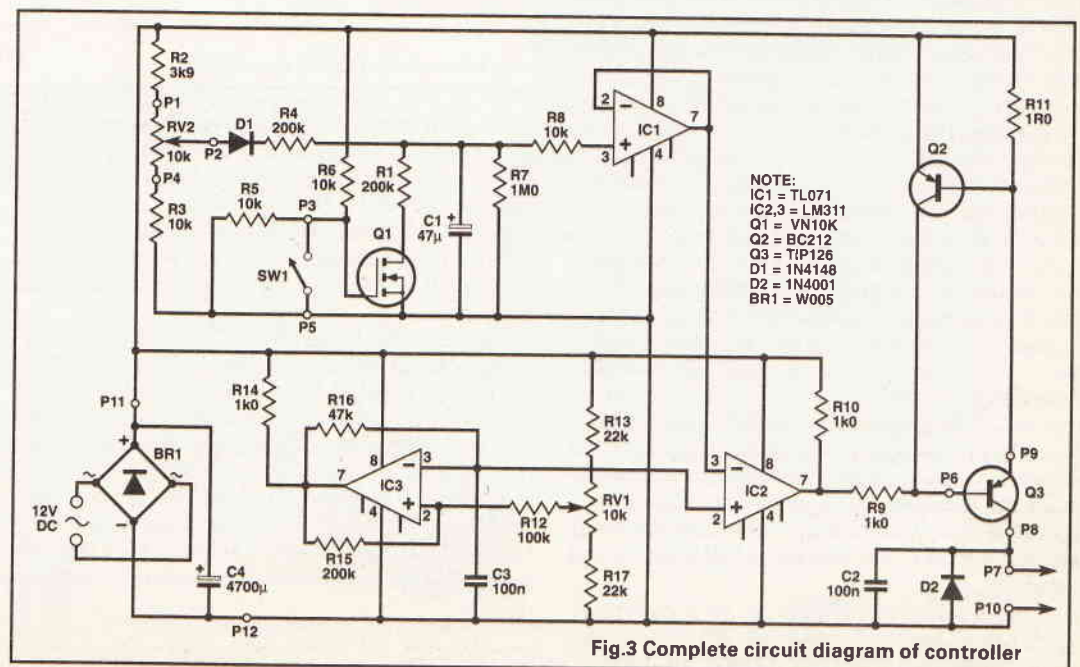 R2
3k9
P1
RV2
10k
P2
D1
R4
200k
P4
R3
10k
R5
10k
P3
R6
10k
R1
200k
SW1
P5
Q1
C1
+
47µ
R7
1M0
R8
10k
2
−
3
+
IC1
8
7
4
Q2
R11
1R0
NOTE:
IC1 = TL071
IC2,3 = LM311
Q1 = VN10K
Q2 = BC212
Q3 = TIP126
D1 = 1N4148
D2 = 1N4001
BR1 = W005
P11
+
BR1
~
~
−
12V
DC
~
+
C4
4700µ
P12
R14
1k0
R16
47k
8
3
−
7
IC3
+
2
4
R15
200k
R12
100k
C3
100n
R13
22k
RV1
10k
R17
22k
3
−
8
IC2
7
2
+
4
R10
1k0
R9
1k0
P6
P9
Q3
P8
P7
C2
100n
D2
P10
Fig.3 Complete circuit diagram of controller